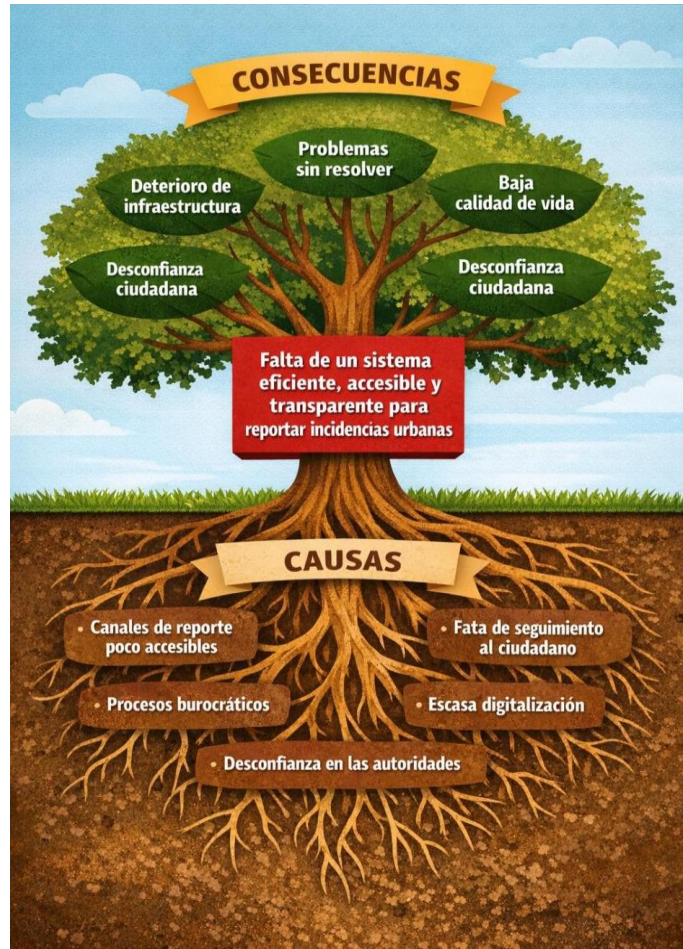 CONSECUENCIAS
Problemas
sin resolver
Deterioro de
infraestructura
Baja
calidad de vida
Desconfianza
ciudadana
Desconfianza
ciudadana
Falta de un sistema
eficiente, accesible y
transparente para
reportar incidencias urbanas
CAUSAS
• Canales de reporte
poco accesibles
• Fata de seguimiento
al ciudadano
• Procesos burocráticos
• Escasa digitalización
• Desconfianza en las autoridades